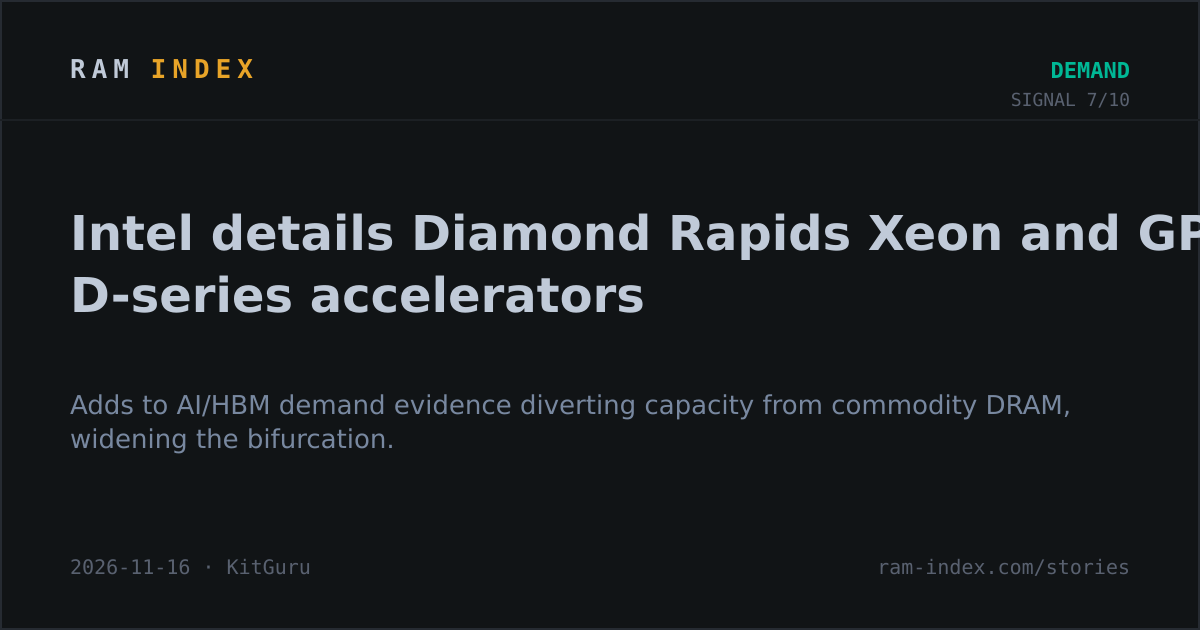 RAM INDEX
DEMAND
SIGNAL 7/10
Intel details Diamond Rapids Xeon and
D-series accelerators
Adds to AI/HBM demand evidence diverting capacity from commodity DRAM,
widening the bifurcation.
2026-11-16 · KitGuru
ram-index.com/stories